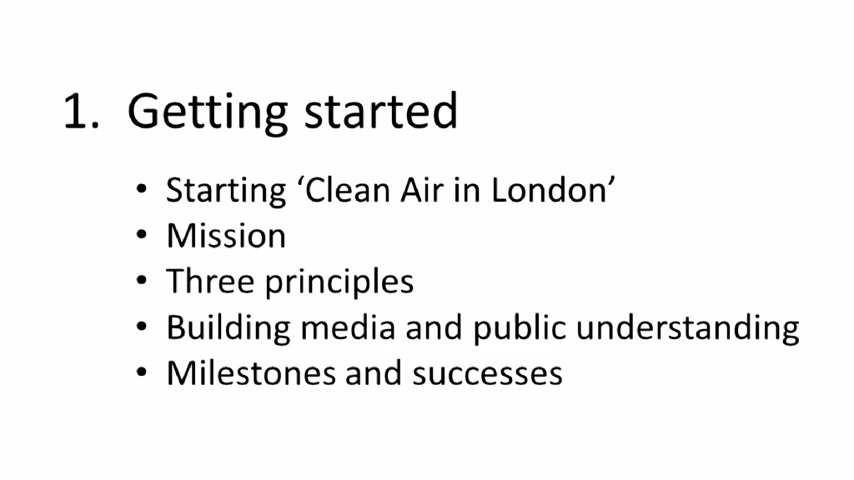 1. Getting started
• Starting ‘Clean Air in London’
• Mission
• Three principles
• Building media and public understanding
• Milestones and successes